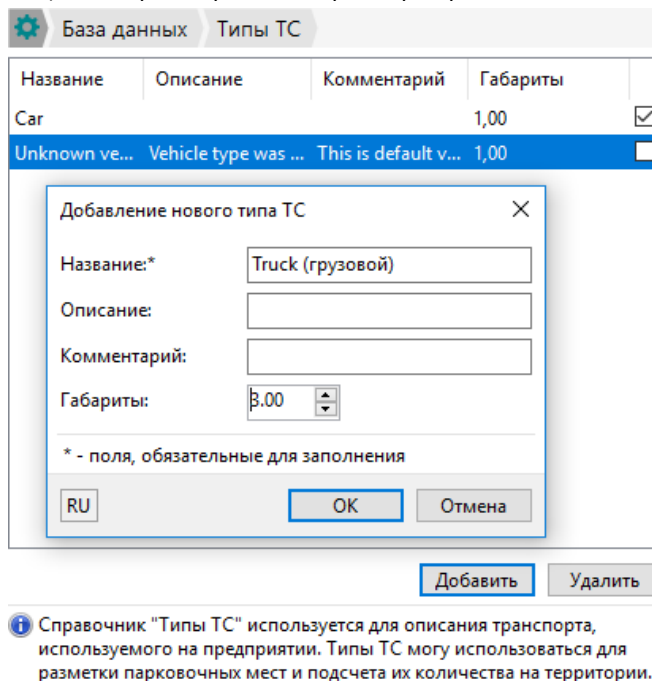 База данных Типы ТС
Название Описание Комментарий Габариты
Car 1,00
Unknown ve... Vehicle type was ... This is default v... 1,00
Добавление нового типа ТС
Название:* Truck (грузовой)
Описание:
Комментарий:
Габариты: 3.00
* - поля, обязательные для заполнения
RU ОК Отмена
Добавить Удалить
Справочник "Типы ТС" используется для описания транспорта,
используемого на предприятии. Типы ТС могу использоваться для
разметки парковочных мест и подсчета их количества на территории.